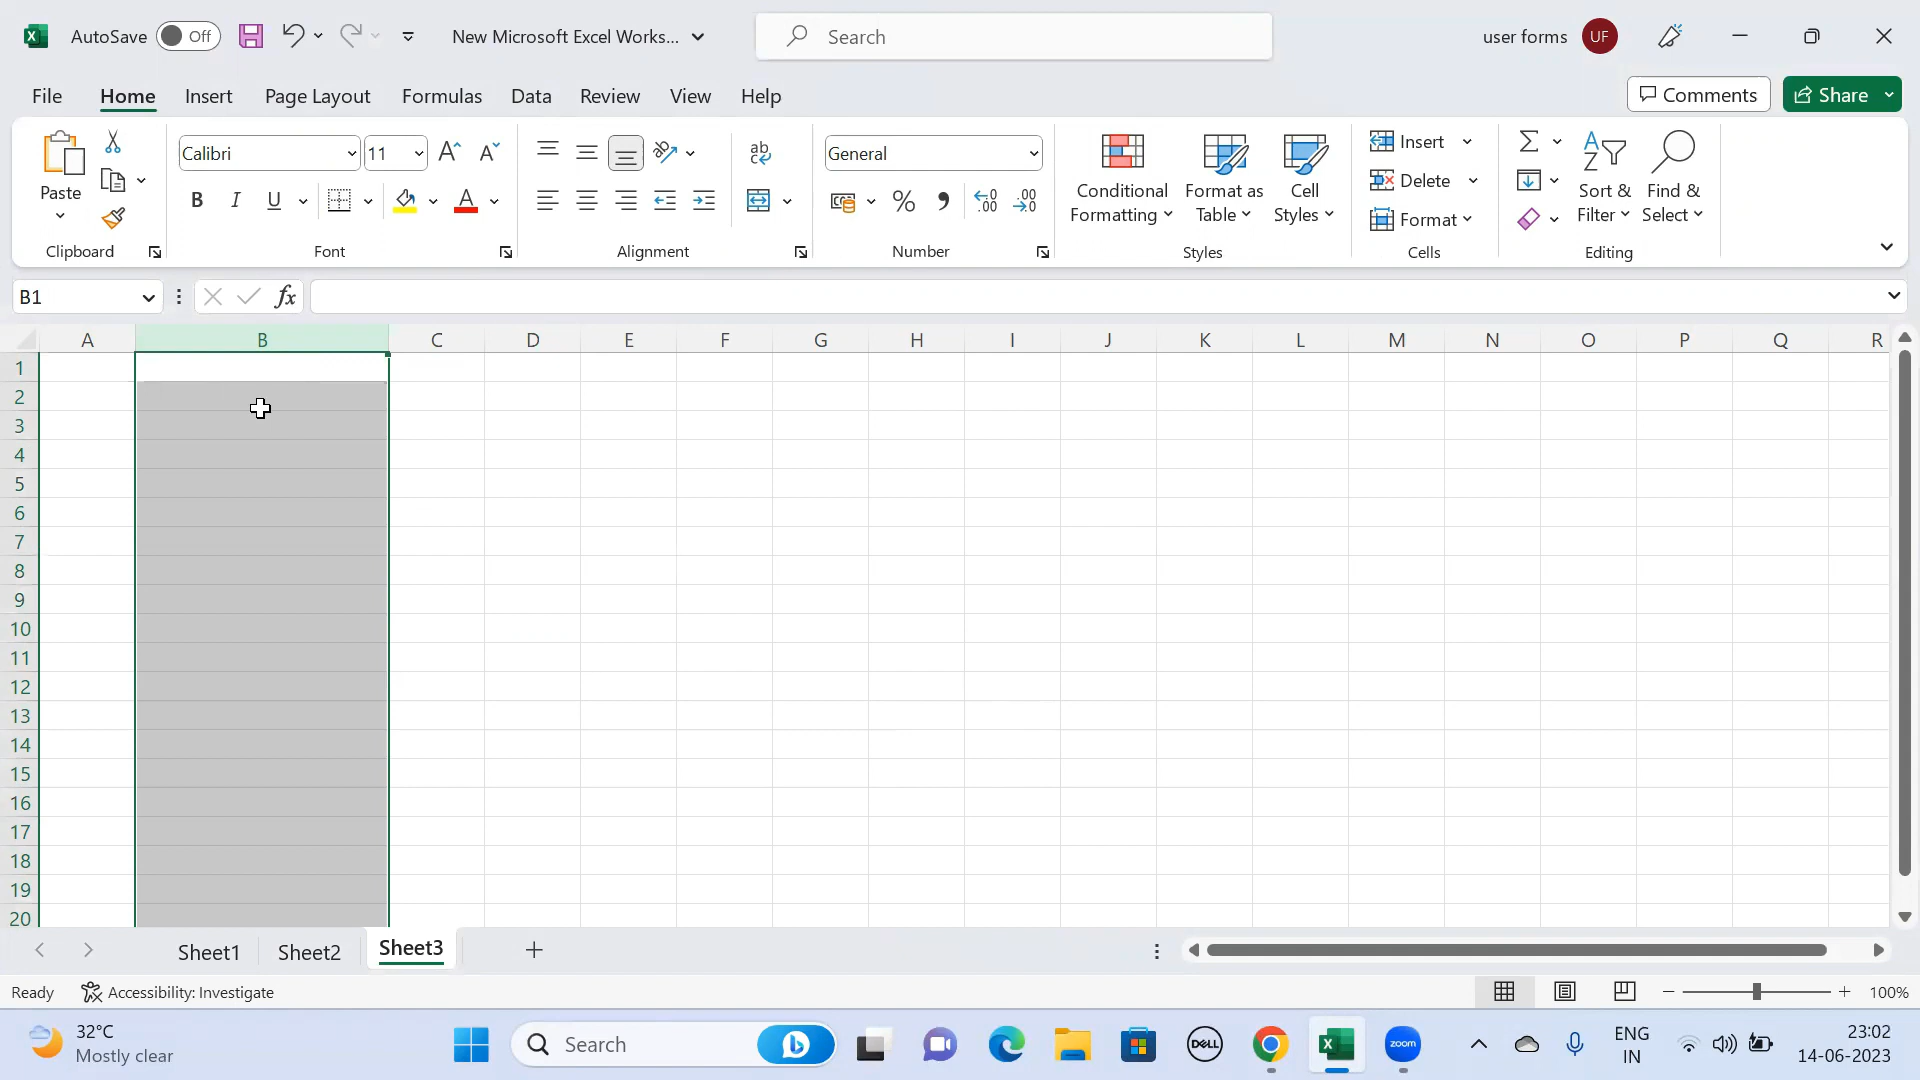 AutoSave Off New Microsoft Excel Works... Search user forms UF
File Home Insert Page Layout Formulas Data Review View Help Comments Share
Paste
Clipboard
Calibri 11
B I U A
Font
ab
Alignment
General
% .00
Number
Conditional Formatting
Format as Table
Cell Styles
Styles
Insert
Delete
Format
Cells
Sort & Filter
Find & Select
Editing
B1 fx
A B C D E F G H I J K L M N O P Q R
1
2
3
4
5
6
7
8
9
10
11
12
13
14
15
16
17
18
19
20
Sheet1 Sheet2 Sheet3
Ready Accessibility: Investigate 100%
32°C
Mostly clear
Search
DELL
zoom
ENG
IN
23:02
14-06-2023